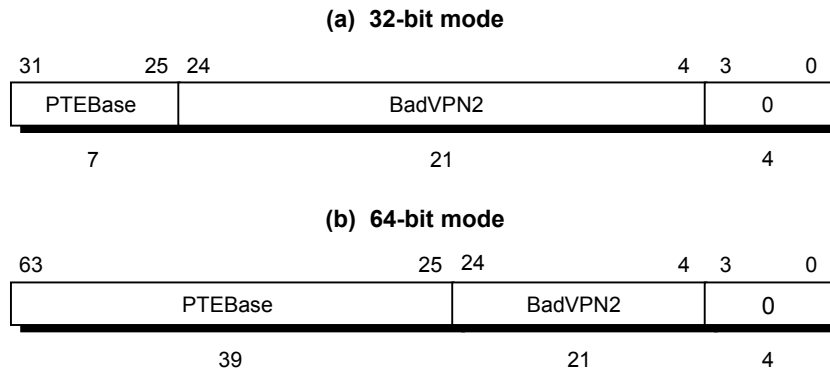 (a) 32-bit mode
31 25 24 4 3 0
PTEBase BadVPN2 0
7 21 4
(b) 64-bit mode
63 25 24 4 3 0
PTEBase BadVPN2 0
39 21 4